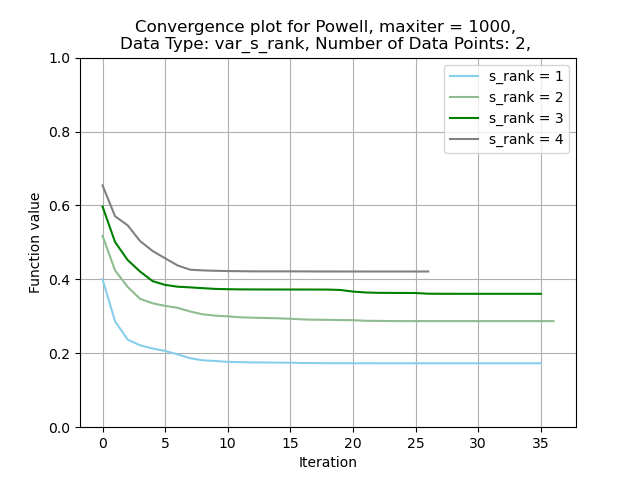 Convergence plot for Powell, maxiter = 1000,
Data Type: var_s_rank, Number of Data Points: 2,
1.0
0.8
0.6
0.4
0.2
0.0
Function value
s_rank = 1
s_rank = 2
s_rank = 3
s_rank = 4
0 5 10 15 20 25 30 35
Iteration